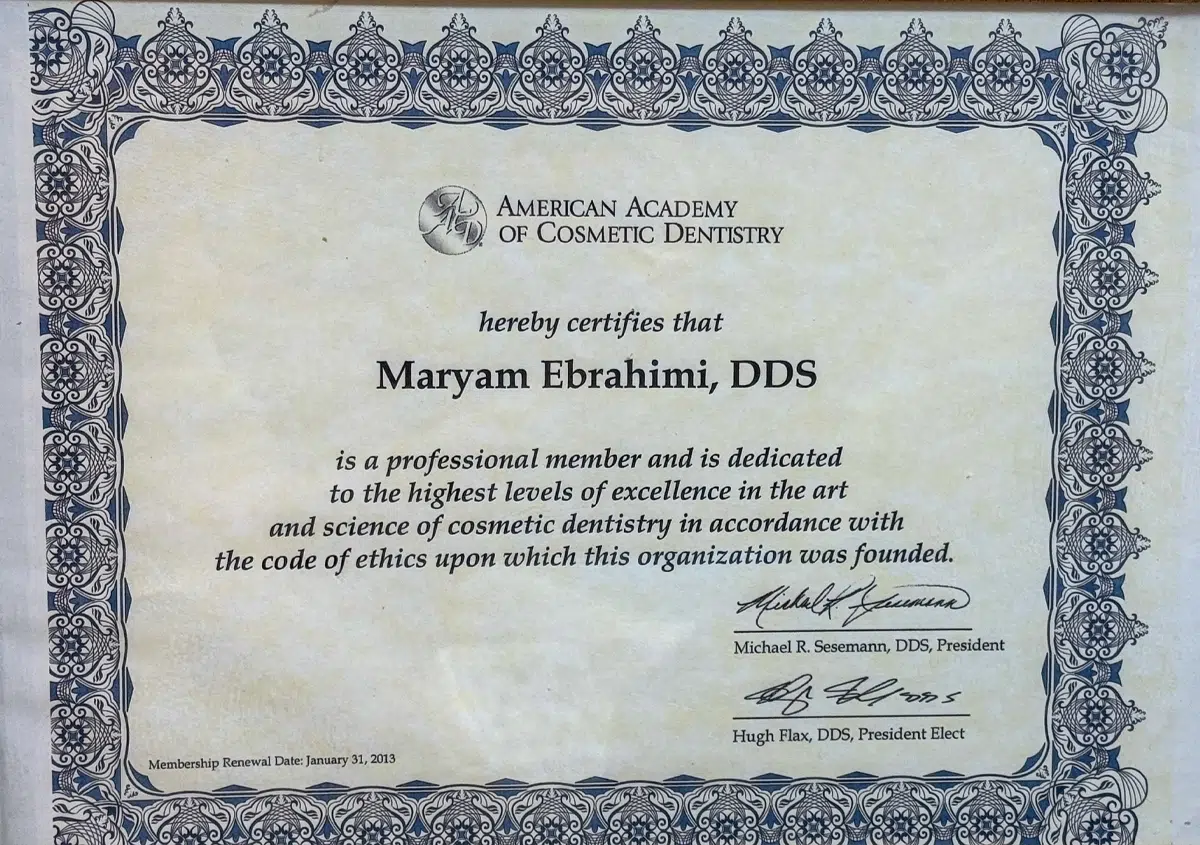 AMERICAN ACADEMY
OF COSMETIC DENTISTRY
hereby certifies that
Maryam Ebrahimi, DDS
is a professional member and is dedicated
to the highest levels of excellence in the art
and science of cosmetic dentistry in accordance with
the code of ethics upon which this organization was founded.
Michael R. Sesemann, DDS, President
Hugh Flax, DDS, President Elect
Membership Renewal Date: January 31, 2013